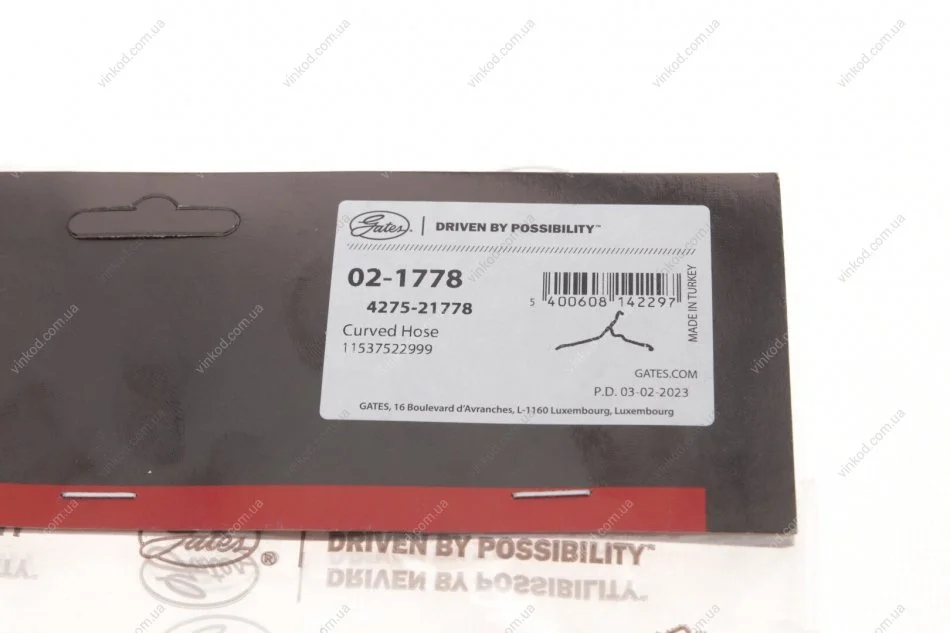 Gates. | DRIVEN BY POSSIBILITY™
02-1778
4275-21778
Curved Hose
11537522999
5 400608 142297
MADE IN TURKEY
GATES.COM
P.D. 03-02-2023
GATES, 16 Boulevard d'Avranches, L-1160 Luxembourg, Luxembourg
Gates® DRIVEN BY POSSIBILITY™
DRIVEN BY POSSIBILITY
vinkod.com.ua